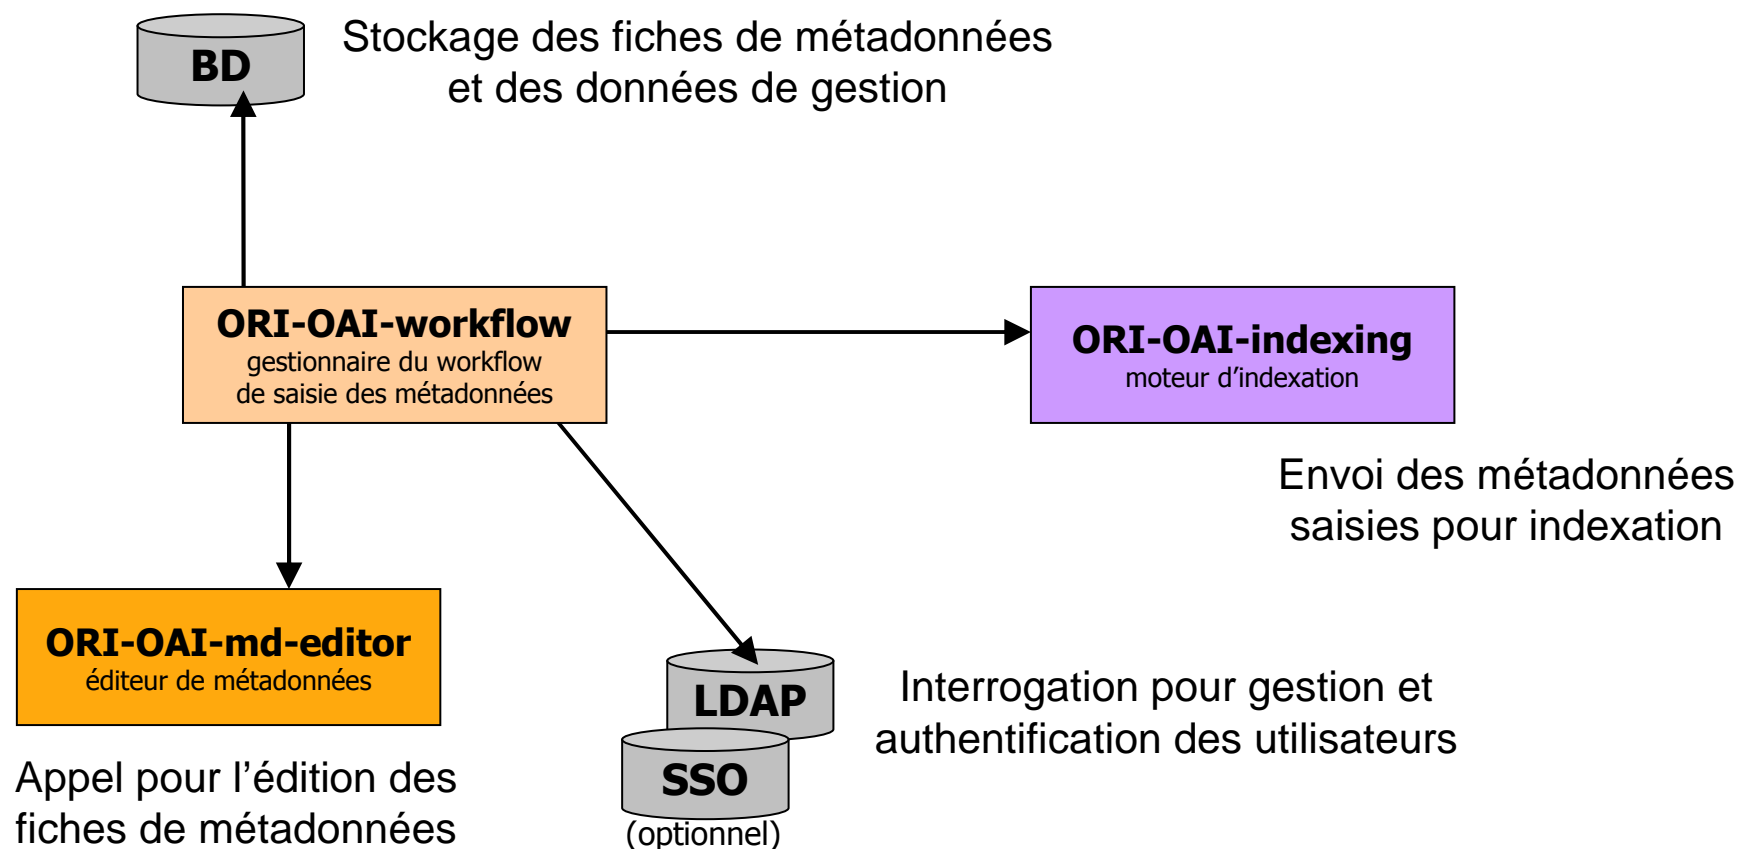 BD
Stockage des fiches de métadonnées
et des données de gestion
ORI-OAI-workflow
gestionnaire du workflow
de saisie des métadonnées
ORI-OAI-indexing
moteur d’indexation
Envoi des métadonnées
saisies pour indexation
ORI-OAI-md-editor
éditeur de métadonnées
Appel pour l’édition des
fiches de métadonnées
LDAP
SSO
(optionnel)
Interrogation pour gestion et
authentification des utilisateurs